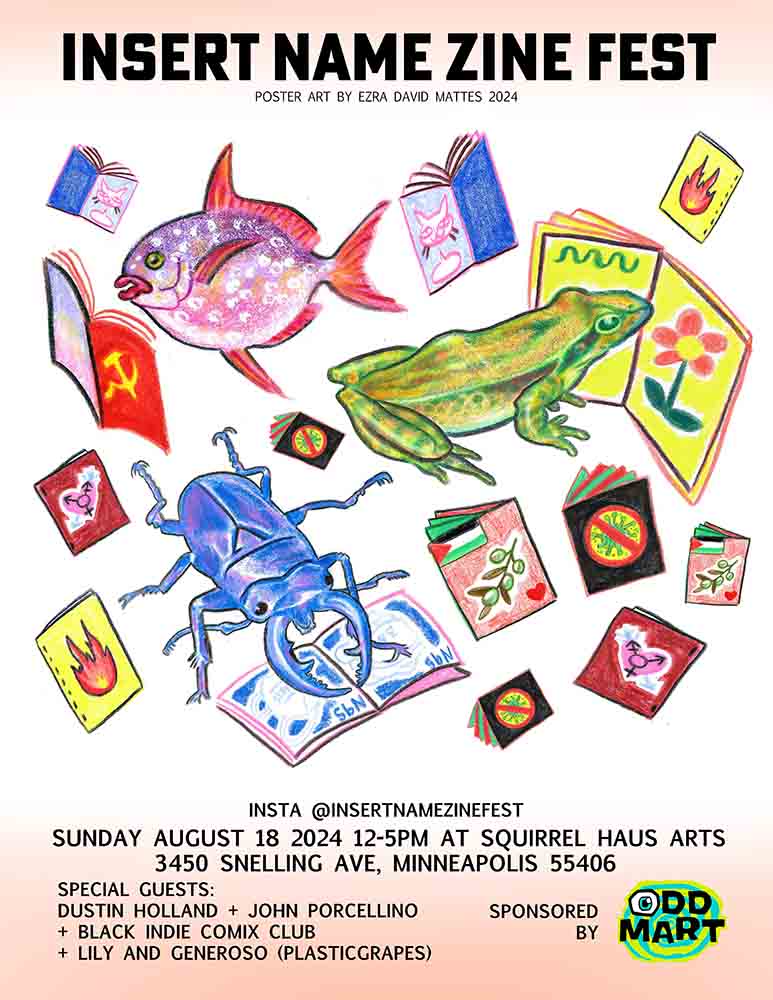 INSERT NAME ZINE FEST
POSTER ART BY EZRA DAVID MATTES 2024
INSTA @INSERTNAMEZINEFEST
SUNDAY AUGUST 18 2024 12-5PM AT SQUIRREL HAUS ARTS
3450 SNELLING AVE, MINNEAPOLIS 55406
SPECIAL GUESTS:
DUSTIN HOLLAND + JOHN PORCELLINO
+ BLACK INDIE COMIX CLUB
+ LILY AND GENEROSO (PLASTICGRAPES)
SPONSORED
BY
ODD
MART